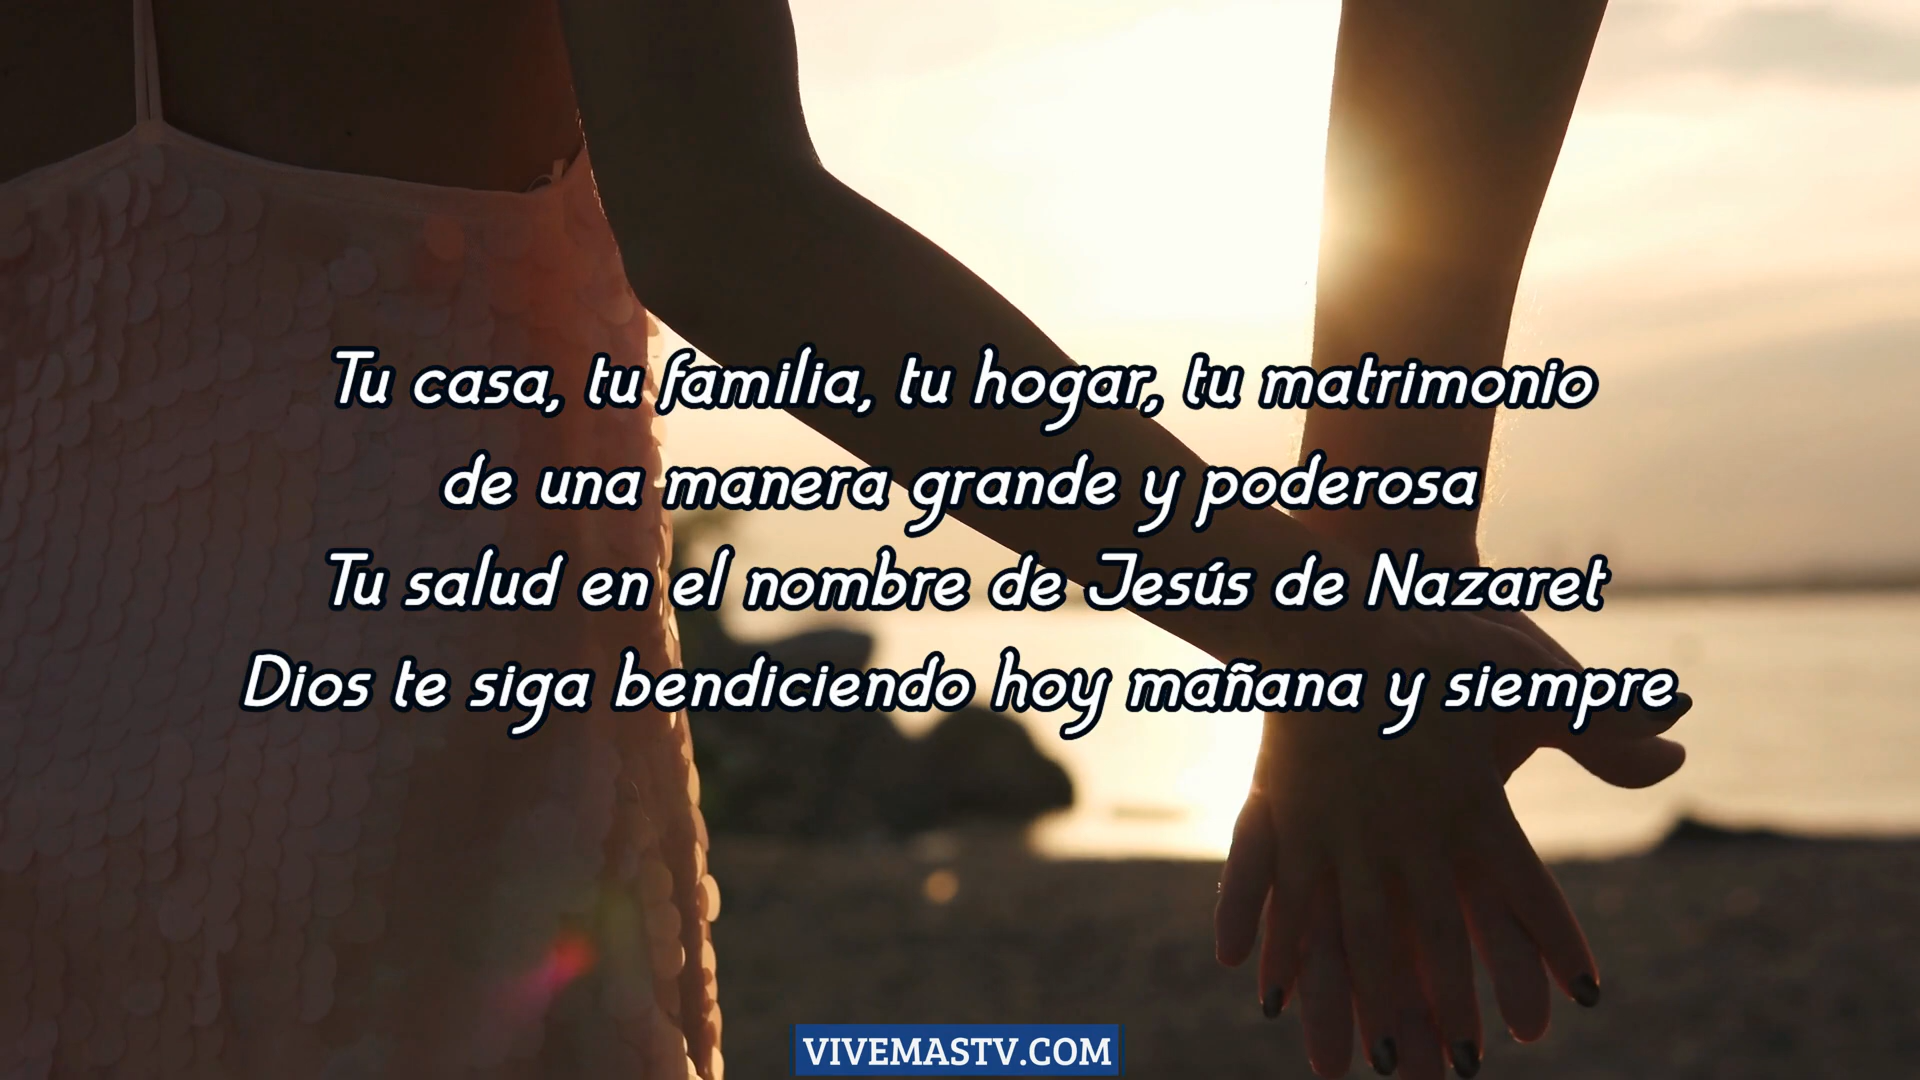 Tu casa, tu familia, tu hogar, tu matrimonio
de una manera grande y poderosa
Tu salud en el nombre de Jesús de Nazaret
Dios te siga bendiciendo hoy mañana y siempre
VIVEMASTV.COM